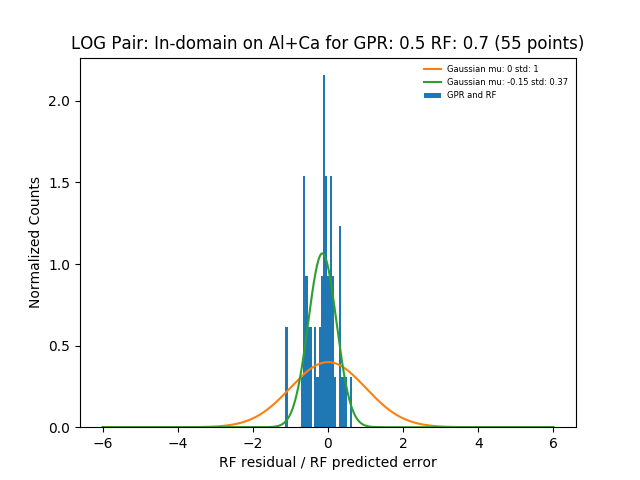 LOG Pair: In-domain on Al+Ca for GPR: 0.5 RF: 0.7 (55 points)
Gaussian mu: 0 std: 1
Gaussian mu: -0.15 std: 0.37
GPR and RF
Normalized Counts
2.0
1.5
1.0
0.5
0.0
−6 −4 −2 0 2 4 6
RF residual / RF predicted error